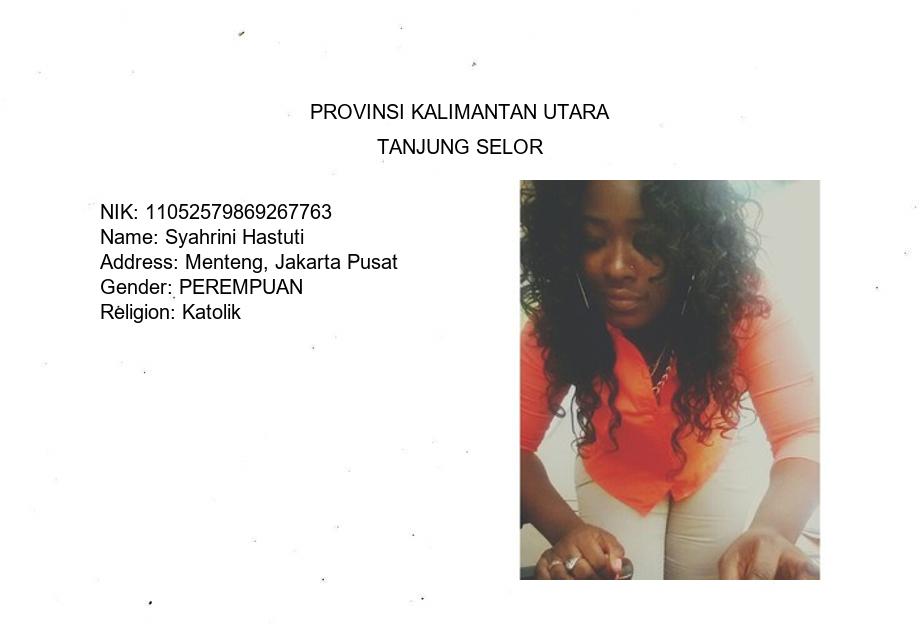 PROVINSI KALIMANTAN UTARA
TANJUNG SELOR
NIK: 11052579869267763
Name: Syahrini Hastuti
Address: Menteng, Jakarta Pusat
Gender: PEREMPUAN
Religion: Katolik